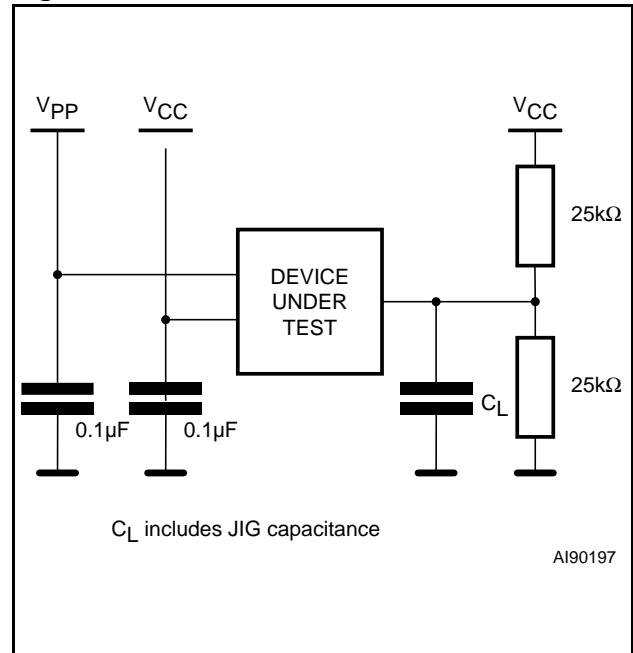 VPP
VCC
VCC
25kΩ
DEVICE
UNDER
TEST
25kΩ
CL
0.1µF
0.1µF
CL includes JIG capacitance
AI90197